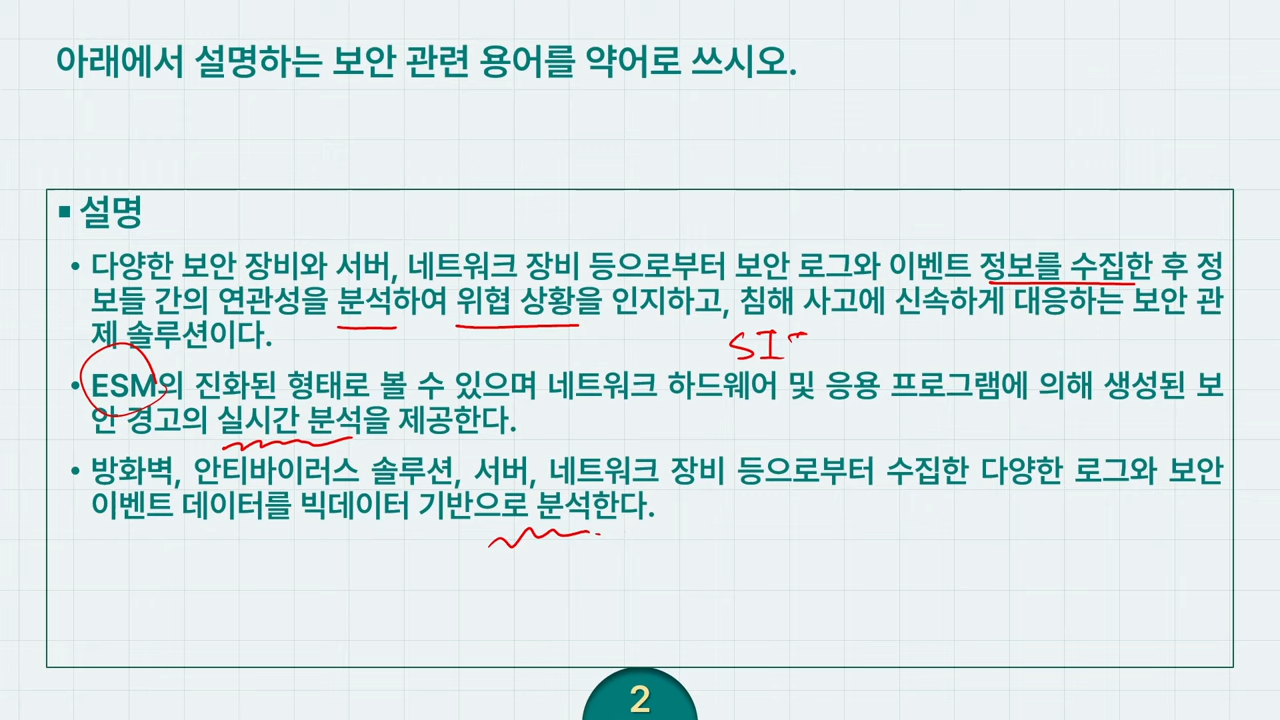 아래에서 설명하는 보안 관련 용어를 약어로 쓰시오.
▪ 설명
• 다양한 보안 장비와 서버, 네트워크 장비 등으로부터 보안 로그와 이벤트 정보를 수집한 후 정
보들 간의 연관성을 분석하여 위협 상황을 인지하고, 침해 사고에 신속하게 대응하는 보안 관
제 솔루션이다.
SI
• ESM의 진화된 형태로 볼 수 있으며 네트워크 하드웨어 및 응용 프로그램에 의해 생성된 보
안 경고의 실시간 분석을 제공한다.
• 방화벽, 안티바이러스 솔루션, 서버, 네트워크 장비 등으로부터 수집한 다양한 로그와 보안
이벤트 데이터를 빅데이터 기반으로 분석한다.
2